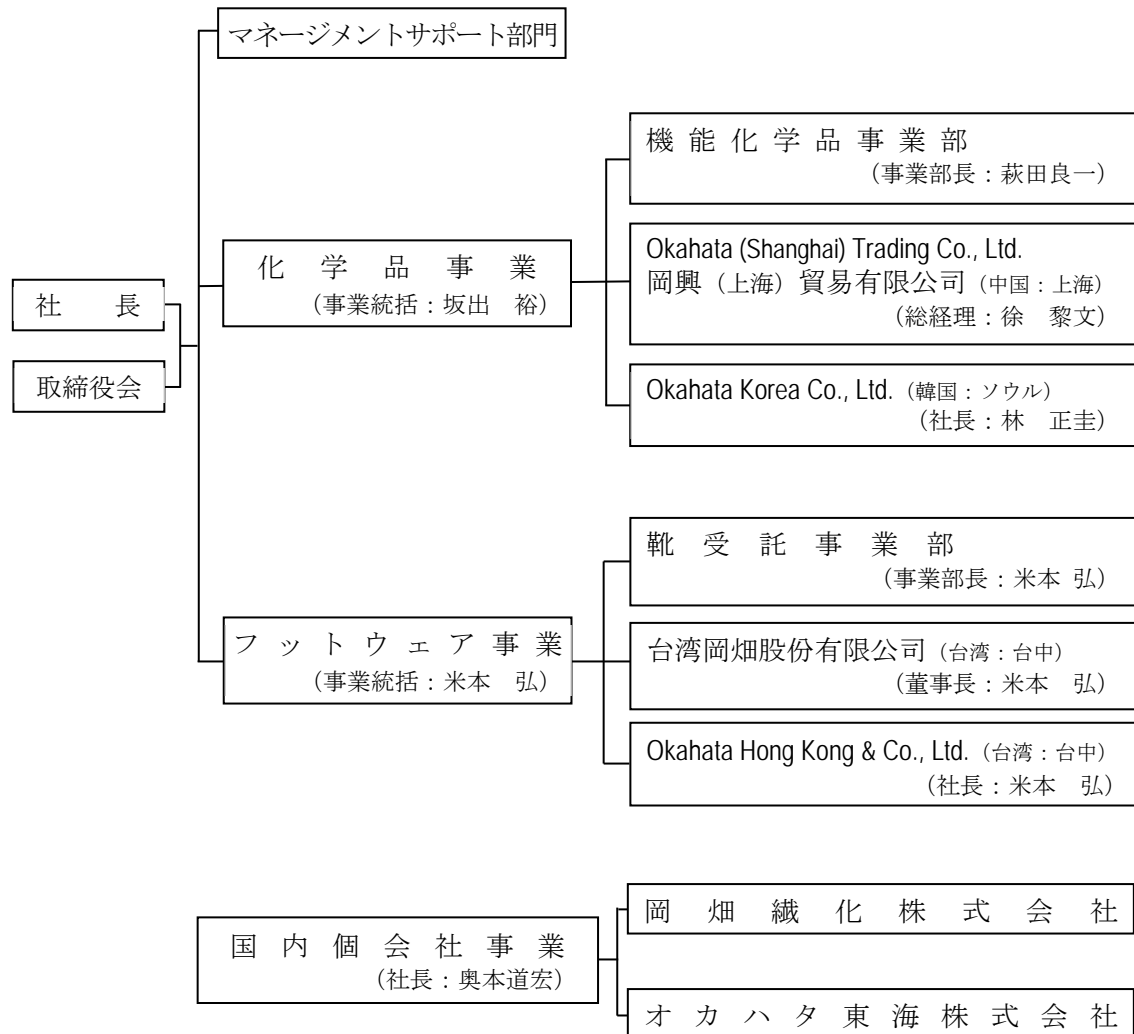 マネージメントサポート部門
機能化学品事業部
（事業部長：萩田良一）
化学品事業
（事業統括：坂出　裕）
Okahata (Shanghai) Trading Co., Ltd.
岡興（上海）貿易有限公司（中国：上海）
（総経理：徐　黎文）
社　長
取締役会
Okahata Korea Co., Ltd.（韓国：ソウル）
（社長：林　正圭）
靴受託事業部
（事業部長：米本 弘）
フットウェア事業
（事業統括：米本　弘）
台湾岡畑股份有限公司（台湾：台中）
（董事長：米本　弘）
Okahata Hong Kong & Co., Ltd.（台湾：台中）
（社長：米本　弘）
国内個会社事業
（社長：奥本道宏）
岡畑繊化株式会社
オカハタ東海株式会社